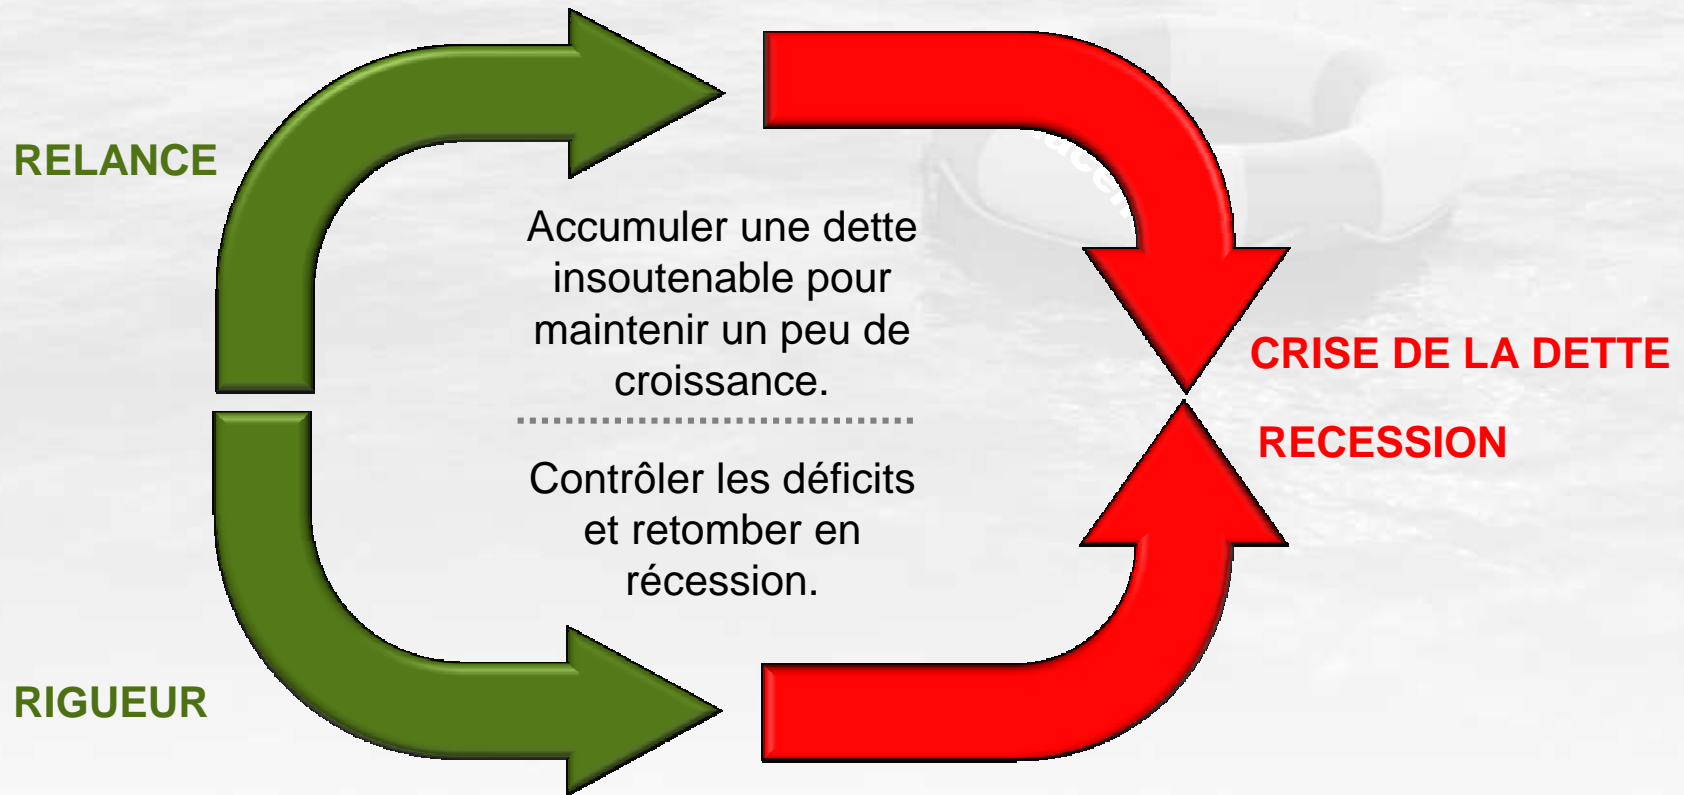 RELANCE
Accumuler une dette
insoutenable pour
maintenir un peu de
croissance.
CRISE DE LA DETTE
RECESSION
Contrôler les déficits
et retomber en
récession.
RIGUEUR